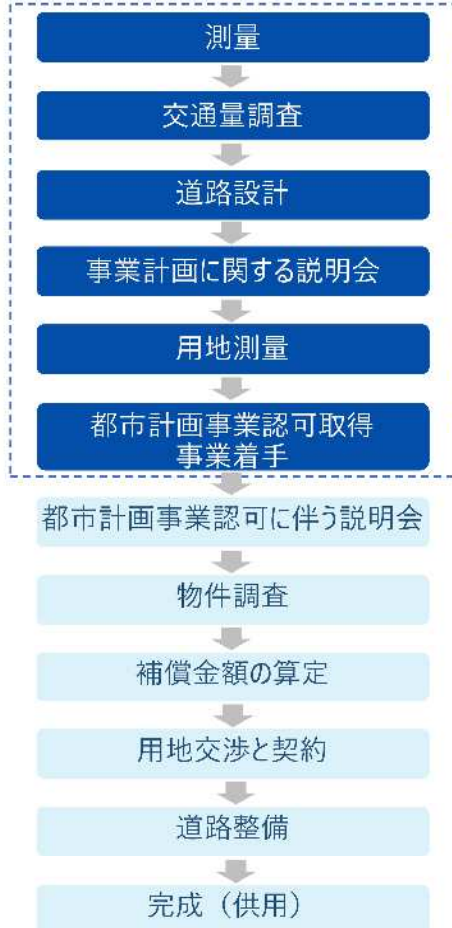 測量
交通量調査
道路設計
事業計画に関する説明会
用地測量
都市計画事業認可取得
事業着手
都市計画事業認可に伴う説明会
物件調査
補償金額の算定
用地交渉と契約
道路整備
完成（供用）